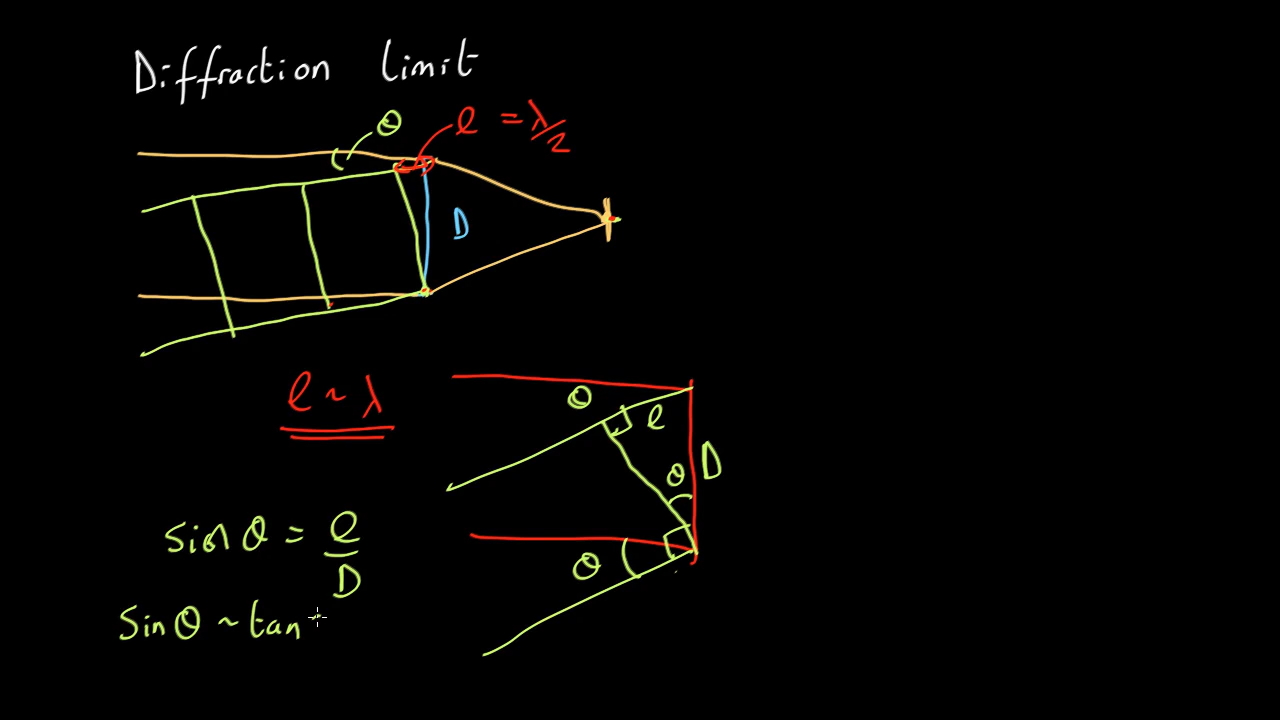 Diffraction limit
θ
l = λ/2
D
l ~ λ
θ
l
θ
D
sin θ = l/D
θ
Sin θ ~ tan